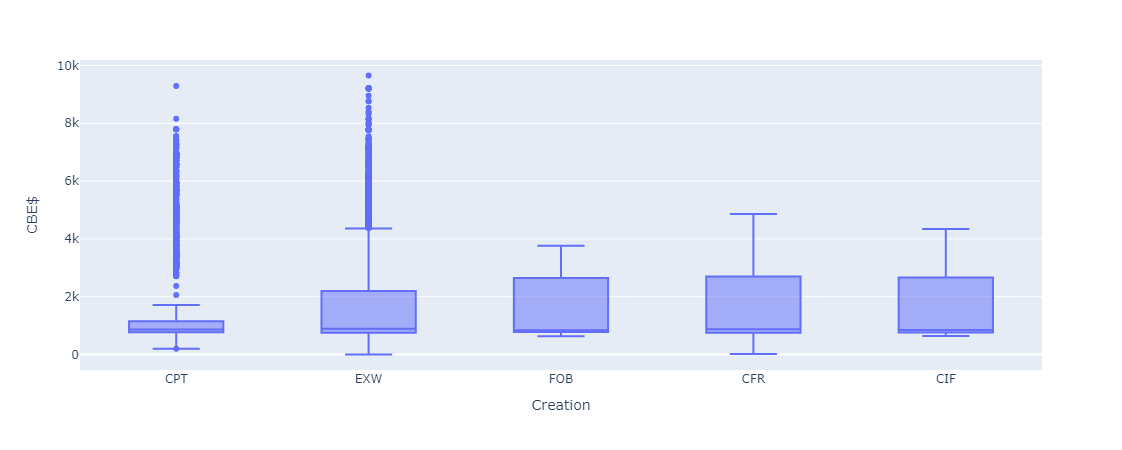 10k
8k
6k
4k
2k
0
CBE$
CPT EXW FOB CFR CIF
Creation